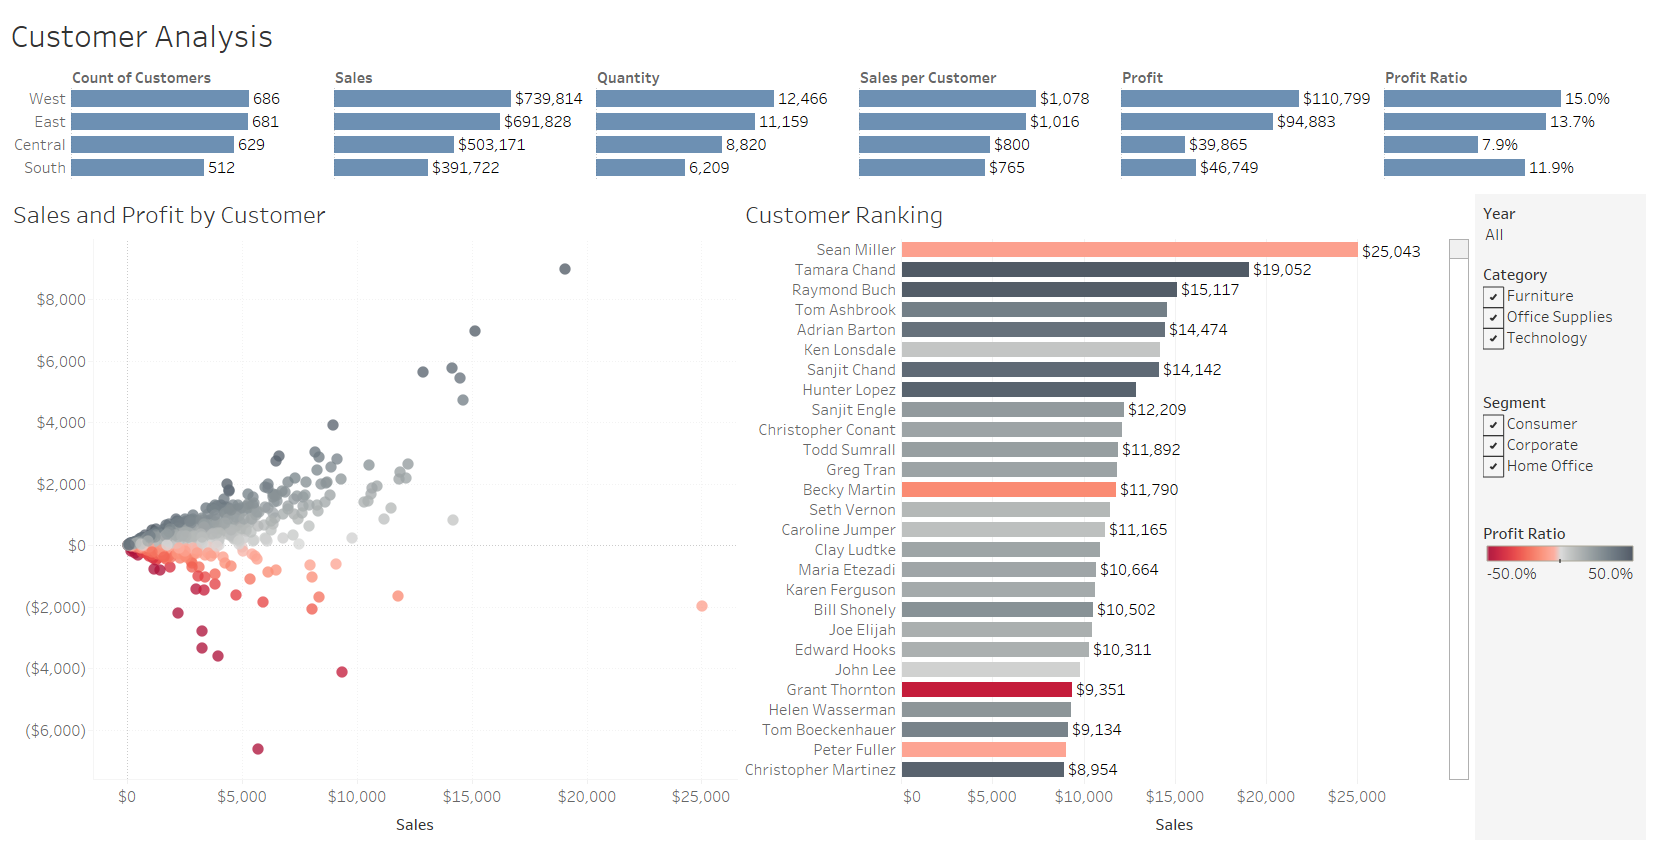 Customer Analysis
Count of Customers Sales Quantity Sales per Customer Profit Profit Ratio
West 686 $739,814 12,466 $1,078 $110,799 15.0%
East 681 $691,828 11,159 $1,016 $94,883 13.7%
Central 629 $503,171 8,820 $800 $39,865 7.9%
South 512 $391,722 6,209 $765 $46,749 11.9%
Sales and Profit by Customer
$8,000
$6,000
$4,000
$2,000
$0
($2,000)
($4,000)
($6,000)
$0 $5,000 $10,000 $15,000 $20,000 $25,000
Sales
Customer Ranking
Sean Miller $25,043
Tamara Chand $19,052
Raymond Buch $15,117
Tom Ashbrook
Adrian Barton $14,474
Ken Lonsdale
Sanjit Chand $14,142
Hunter Lopez
Sanjit Engle $12,209
Christopher Conant
Todd Sumrall $11,892
Greg Tran
Becky Martin $11,790
Seth Vernon
Caroline Jumper $11,165
Clay Ludtke
Maria Etezadi $10,664
Karen Ferguson
Bill Shonely $10,502
Joe Elijah
Edward Hooks $10,311
John Lee
Grant Thornton $9,351
Helen Wasserman
Tom Boeckenhauer $9,134
Peter Fuller
Christopher Martinez $8,954
$0 $5,000 $10,000 $15,000 $20,000 $25,000
Sales
Year
All
Category
Furniture
Office Supplies
Technology
Segment
Consumer
Corporate
Home Office
Profit Ratio
-50.0% 50.0%